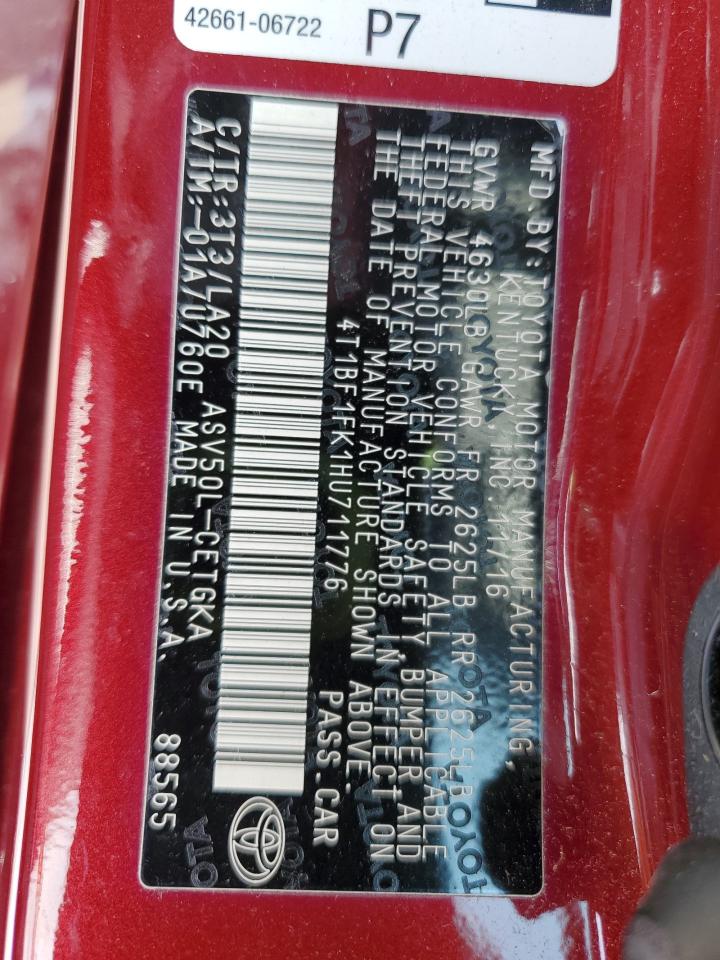 42661-06722 P7
MFD.BY:TOYOTA MOTOR MANUFACTURING,
KENTUCKY,INC.11/16
GVWR 4630LB GAWR FR 2625LB RR 2625LB
THIS VEHICLE CONFORMS TO ALL APPLICABLE
FEDERAL MOTOR VEHICLE SAFETY, BUMPER, AND
THEFT PREVENTION STANDARDS IN EFFECT ON
THE DATE OF MANUFACTURE SHOWN ABOVE.
4T1BF1FK1HU711776 PASS.CAR
C/TR:3T3/LA20 ASV50L-CETGKA
A/TM:-01A/U760E MADE IN U.S.A. 88565